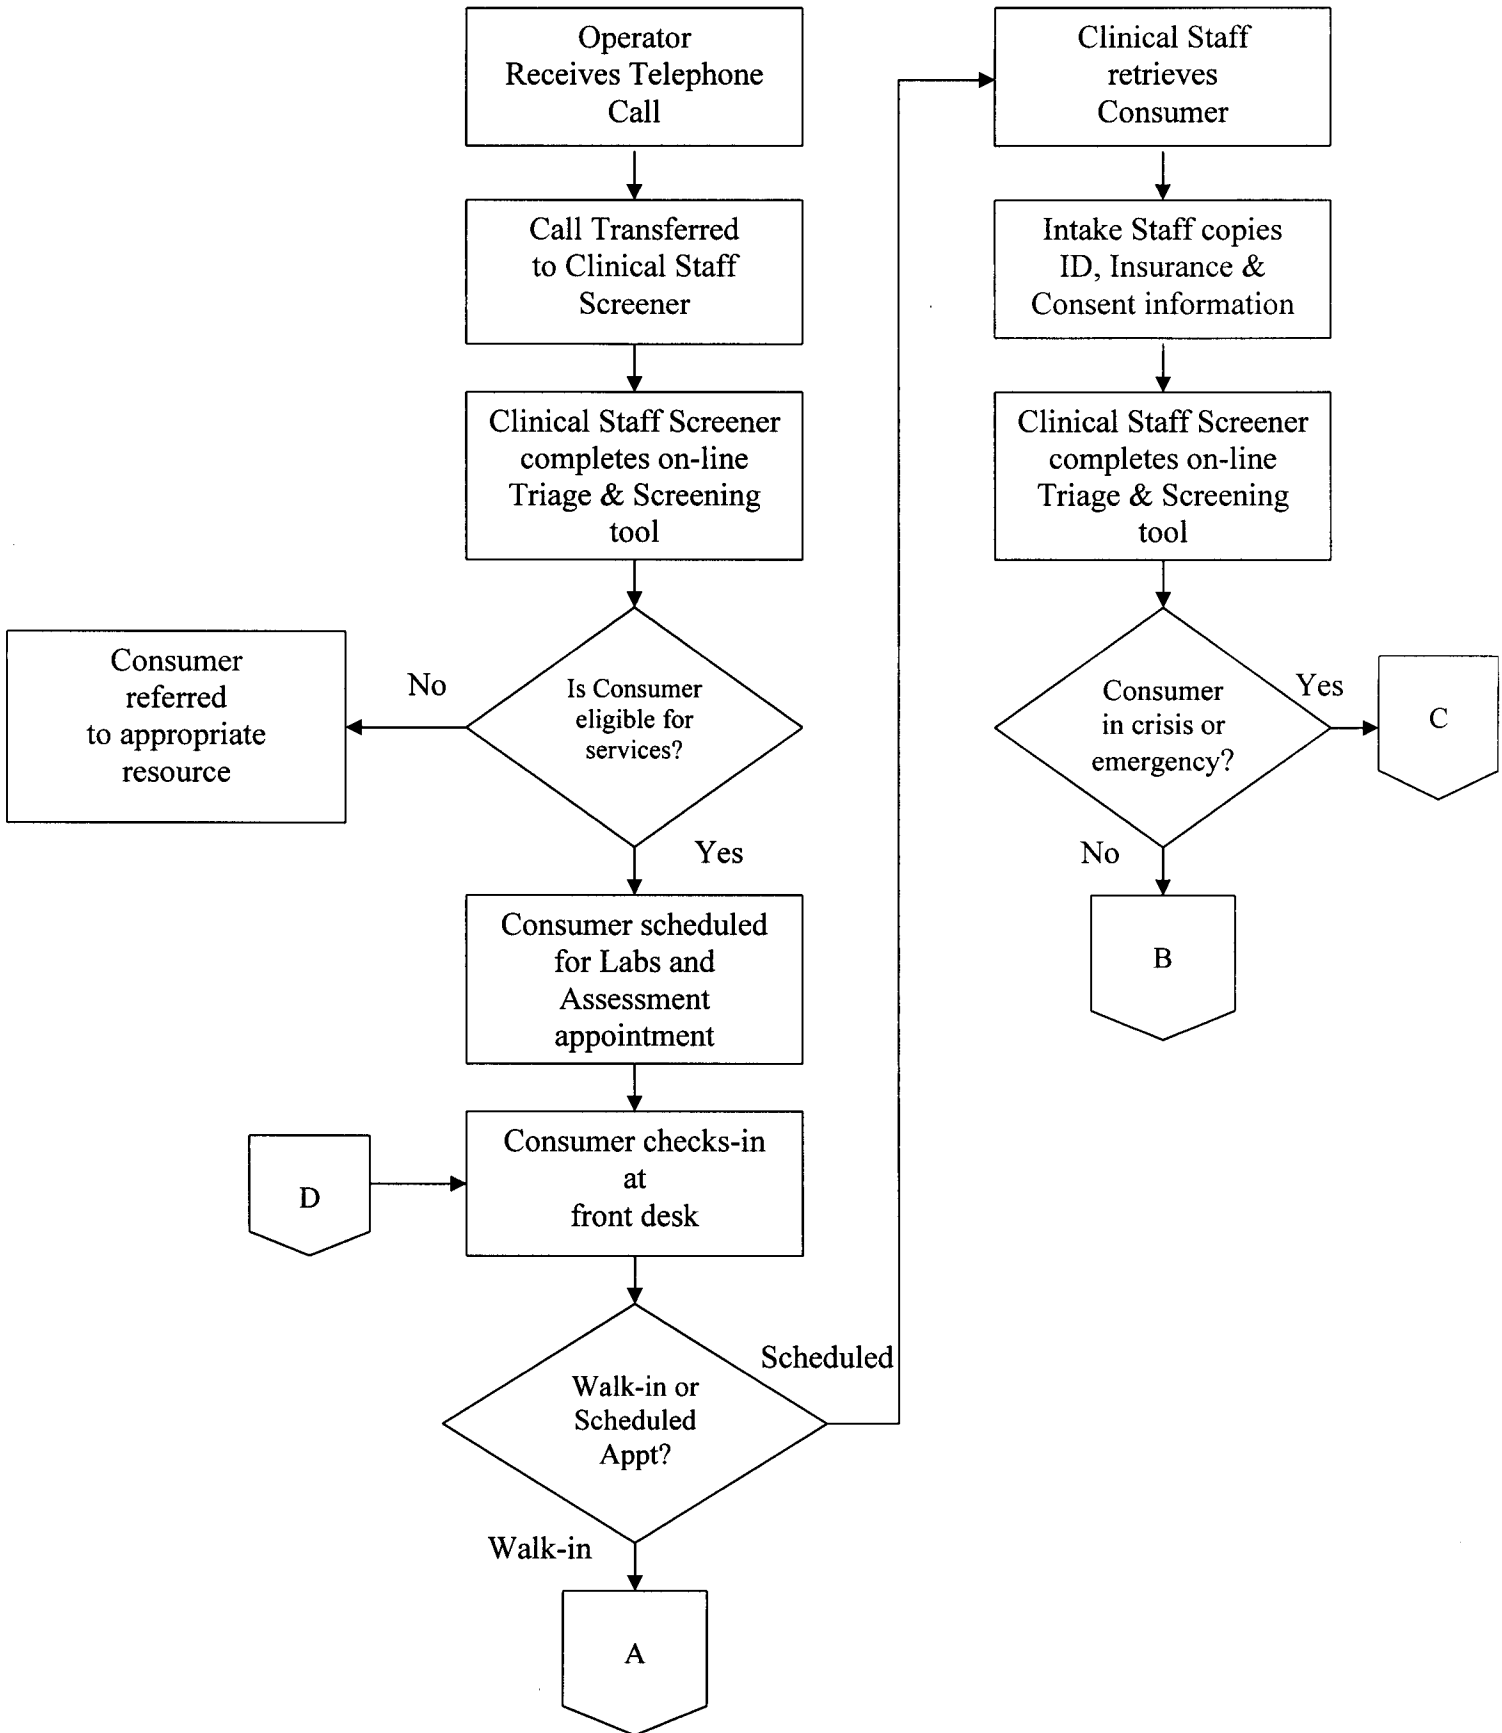 Operator
Receives Telephone
Call
Call Transferred
to Clinical Staff
Screener
Clinical Staff Screener
completes on-line
Triage & Screening
tool
Is Consumer
eligible for
services?
No
Consumer
referred
to appropriate
resource
Yes
Consumer scheduled
for Labs and
Assessment
appointment
Consumer checks-in
at
front desk
D
Walk-in or
Scheduled
Appt?
Scheduled
Walk-in
A
Clinical Staff
retrieves
Consumer
Intake Staff copies
ID, Insurance &
Consent information
Clinical Staff Screener
completes on-line
Triage & Screening
tool
Consumer
in crisis or
emergency?
Yes
C
No
B